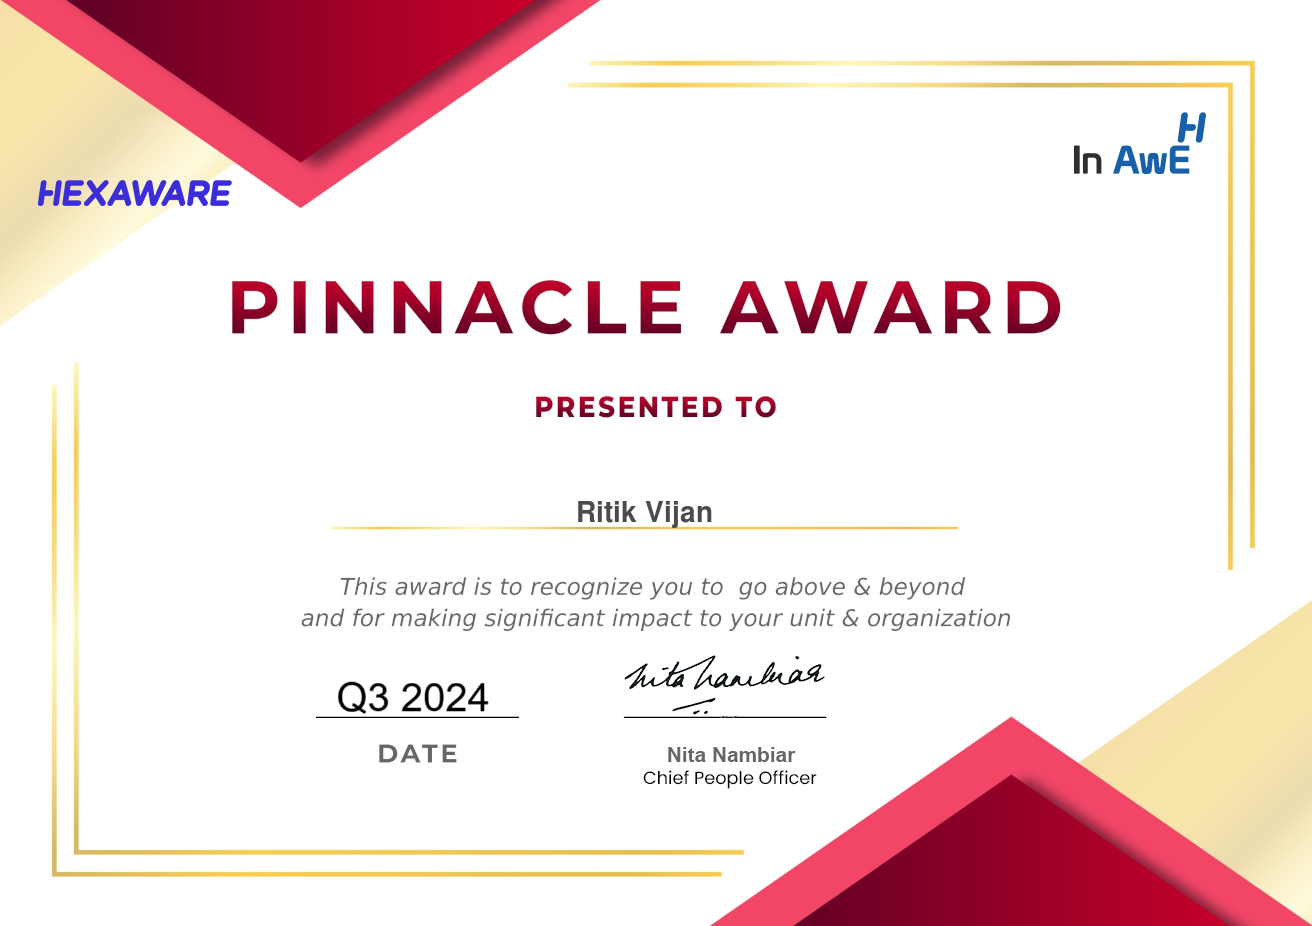 HEXAWARE
H
In AwE
PINNACLE AWARD
PRESENTED TO
Ritik Vijan
This award is to recognize you to  go above & beyond
and for making significant impact to your unit & organization
Nita Nambiar
Q3 2024
DATE
Nita Nambiar
Chief People Officer